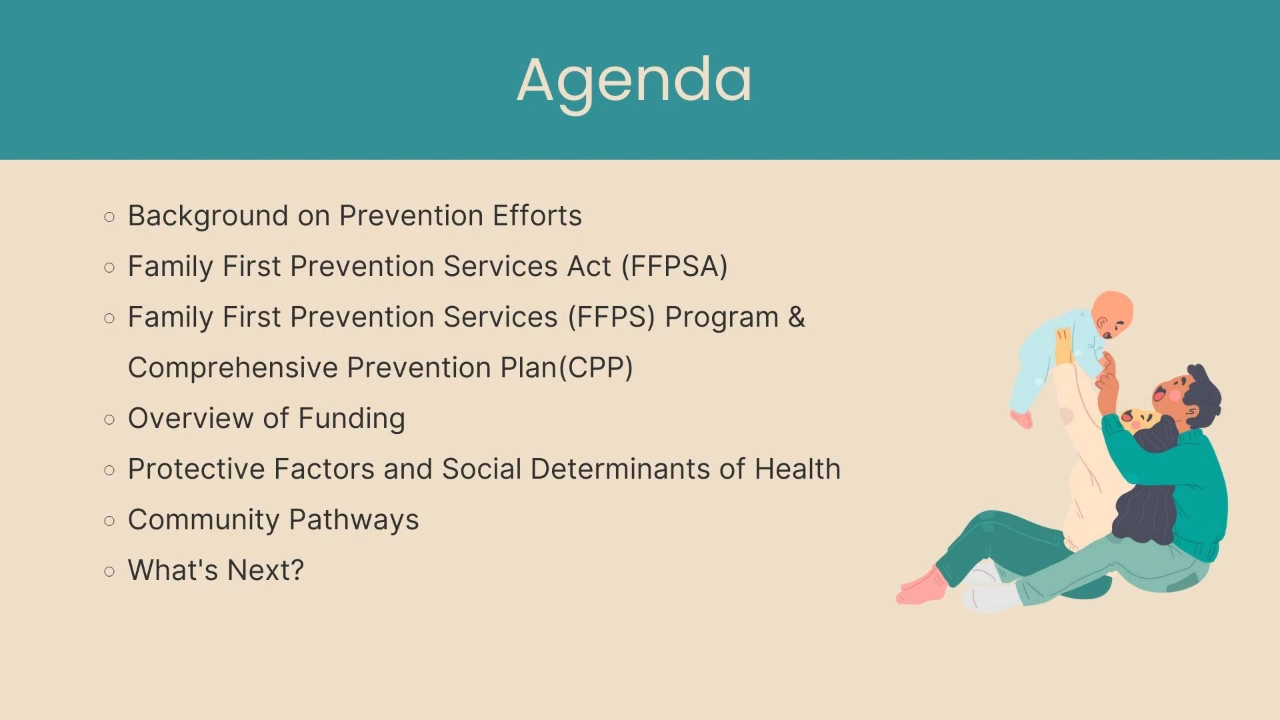 Agenda
Background on Prevention Efforts
Family First Prevention Services Act (FFPSA)
Family First Prevention Services (FFPS) Program &
Comprehensive Prevention Plan(CPP)
Overview of Funding
Protective Factors and Social Determinants of Health
Community Pathways
What's Next?